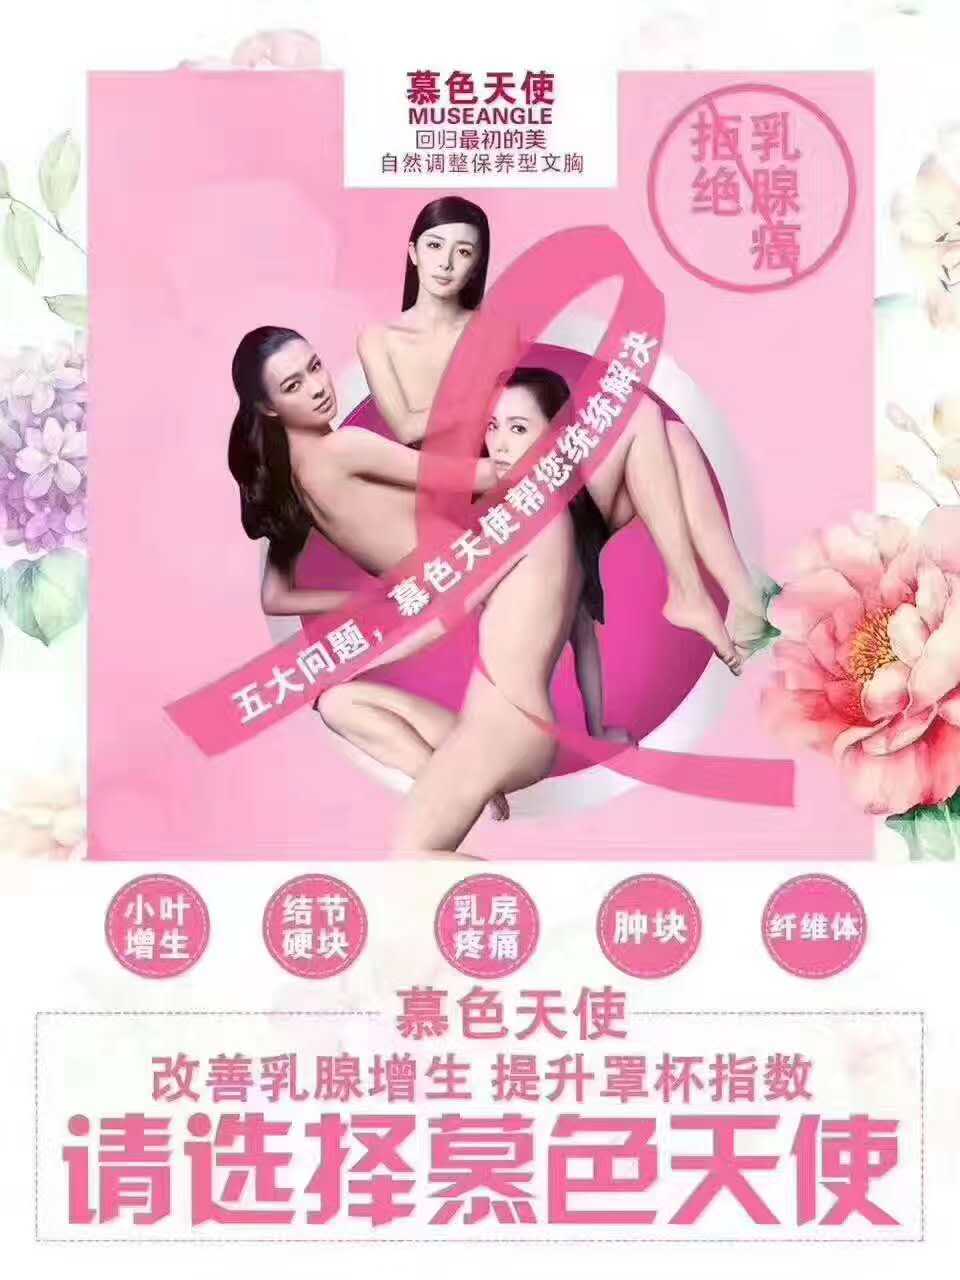 慕色天使
MUSEANGLE
回归最初的美
自然调整保养型文胸
拒绝
乳腺癌
五大问题，慕色天使帮您统统解决
小叶
增生
结节
硬块
乳房
疼痛
肿块
纤维体
慕色天使
改善乳腺增生 提升罩杯指数
请选择慕色天使